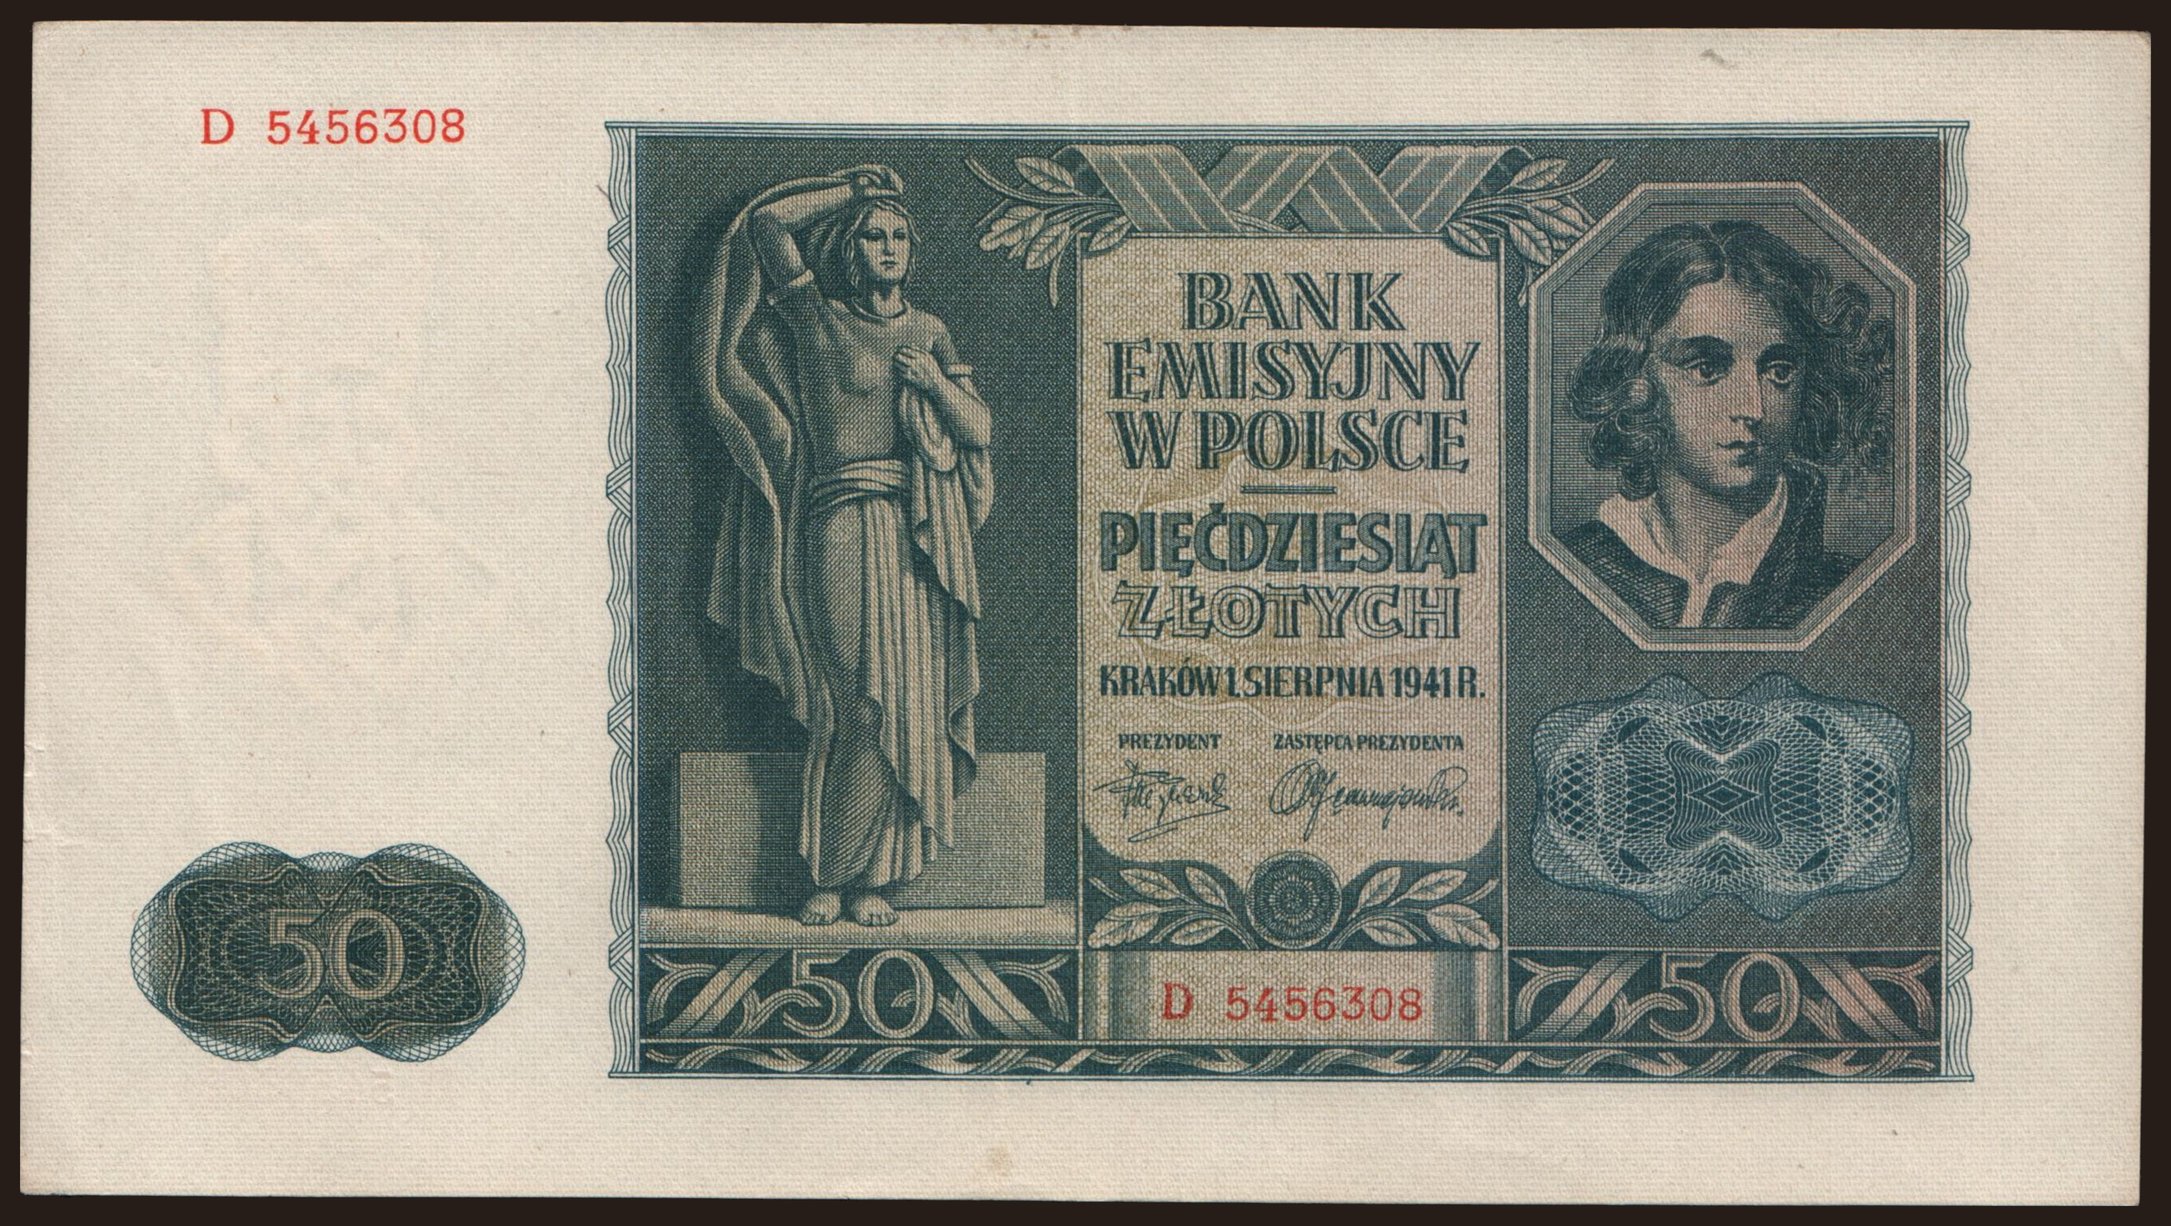 D 5456308
BANK
EMISYJNY
W POLSCE
PIĘĆDZIESIĄT
ZŁOTYCH
KRAKÓW 1. SIERPNIA 1941 R.
PREZYDENT ZASTĘPCA PREZYDENTA
50
50
D 5456308
50